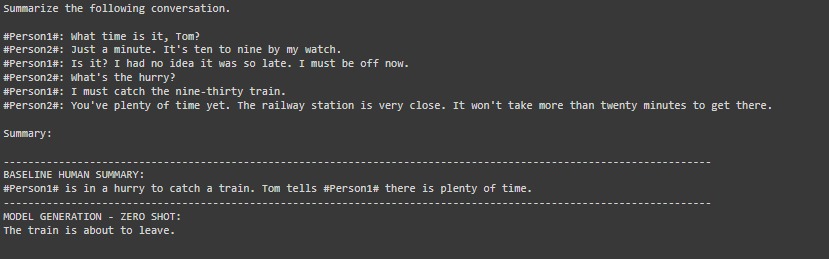 Summarize the following conversation.
#Person1#: What time is it, Tom?
#Person2#: Just a minute. It's ten to nine by my watch.
#Person1#: Is it? I had no idea it was so late. I must be off now.
#Person2#: What's the hurry?
#Person1#: I must catch the nine-thirty train.
#Person2#: You've plenty of time yet. The railway station is very close. It won't take more than twenty minutes to get there.
Summary:
---------------------------------------------------------------------------------------------------
BASELINE HUMAN SUMMARY:
#Person1# is in a hurry to catch a train. Tom tells #Person1# there is plenty of time.
---------------------------------------------------------------------------------------------------
MODEL GENERATION - ZERO SHOT:
The train is about to leave.